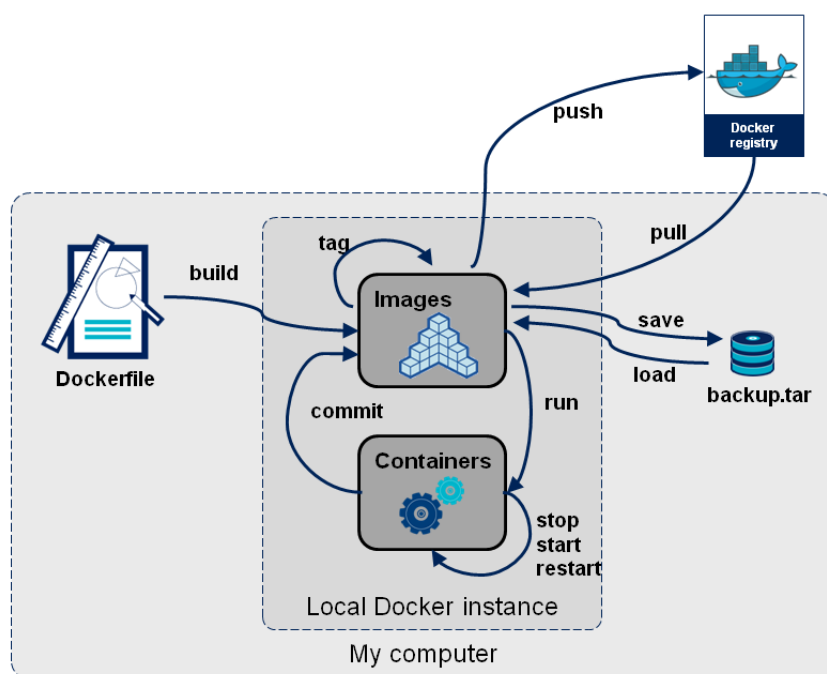 push
Docker
registry
pull
tag
build
Images
save
Dockerfile
load
backup.tar
commit
run
Containers
stop
start
restart
Local Docker instance
My computer